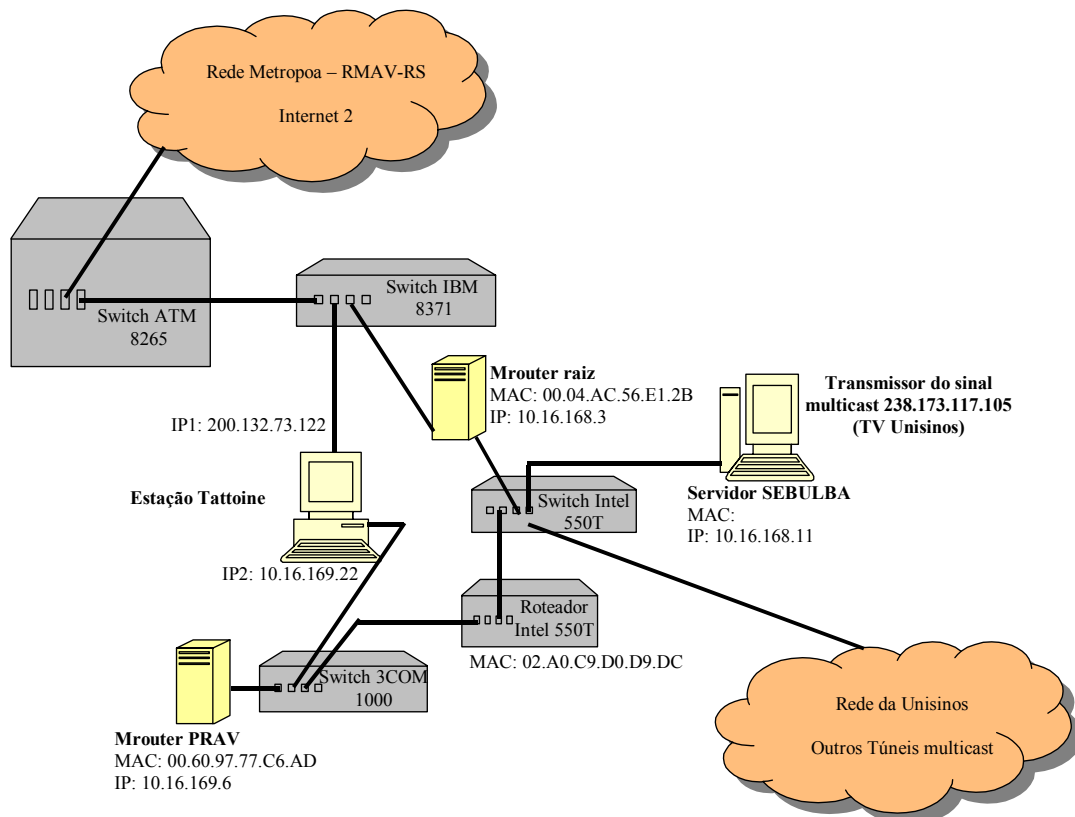 Rede Metropoa – RMAV-RS
Internet 2
Switch IBM
8371
Switch ATM
8265
Mrouter raiz
MAC: 00.04.AC.56.E1.2B
IP: 10.16.168.3
Transmissor do sinal
multicast 238.173.117.105
(TV Unisinos)
IP1: 200.132.73.122
Estação Tattoine
Switch Intel
550T
Servidor SEBULBA
MAC:
IP: 10.16.168.11
IP2: 10.16.169.22
Roteador
Intel 550T
MAC: 02.A0.C9.D0.D9.DC
Switch 3COM
1000
Rede da Unisinos
Outros Túneis multicast
Mrouter PRAV
MAC: 00.60.97.77.C6.AD
IP: 10.16.169.6